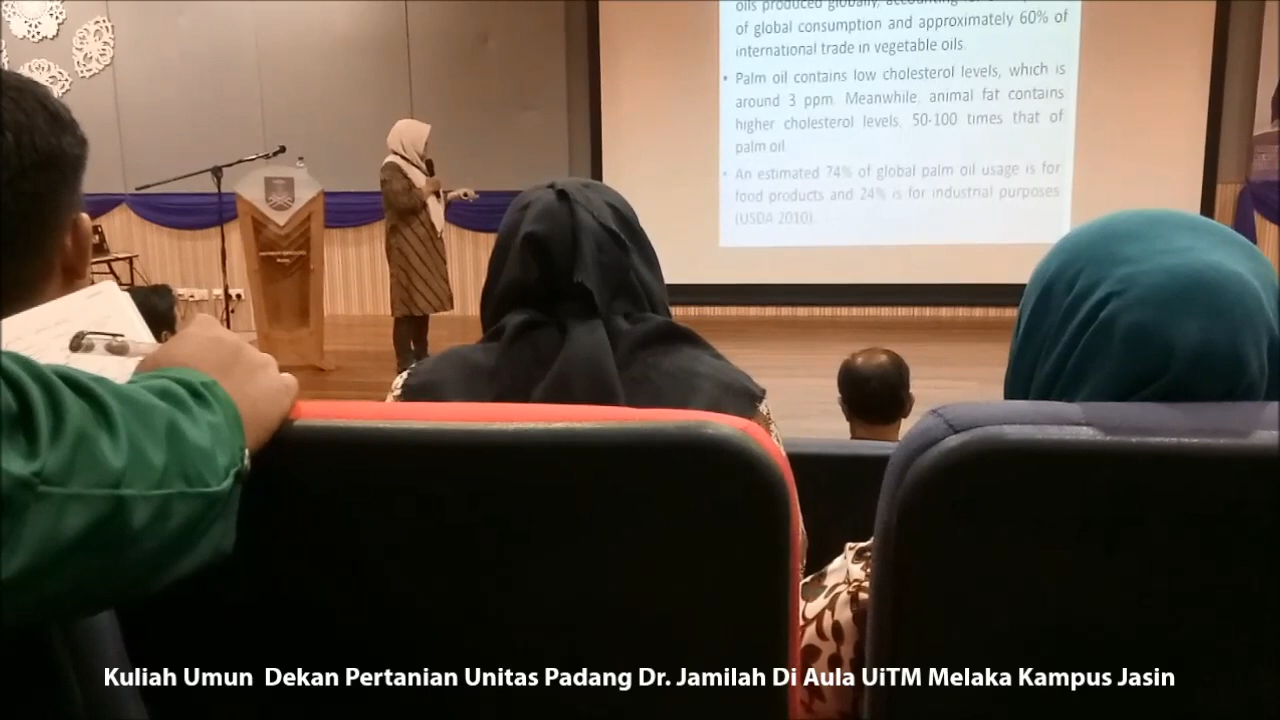 oils produced globally,
of global consumption and approximately 60% of
international trade in vegetable oils.
• Palm oil contains low cholesterol levels, which is
around 3 ppm. Meanwhile, animal fat contains
higher cholesterol levels, 50-100 times that of
palm oil.
• An estimated 74% of global palm oil usage is for
food products and 24% is for industrial purposes
(USDA 2010).
Kuliah Umun Dekan Pertanian Unitas Padang Dr. Jamilah Di Aula UiTM Melaka Kampus Jasin